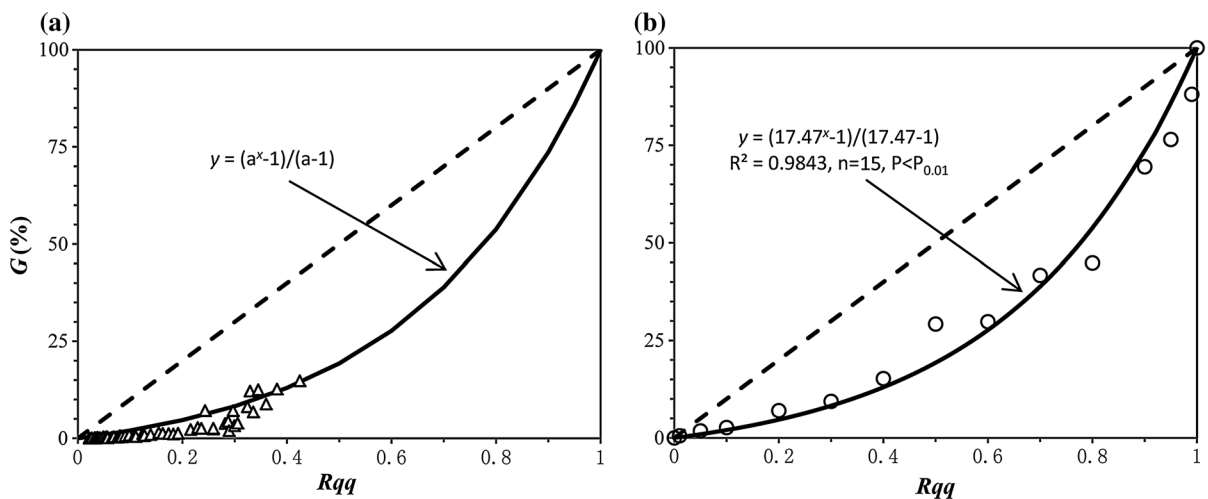 (a)
100
75
50
25
0
G (%)
y = (aˣ-1)/(a-1)
0 0.2 0.4 0.6 0.8 1
Rqq
(b)
100
75
50
25
0
y = (17.47ˣ-1)/(17.47-1)
R² = 0.9843, n=15, P<P₀.₀₁
0 0.2 0.4 0.6 0.8 1
Rqq